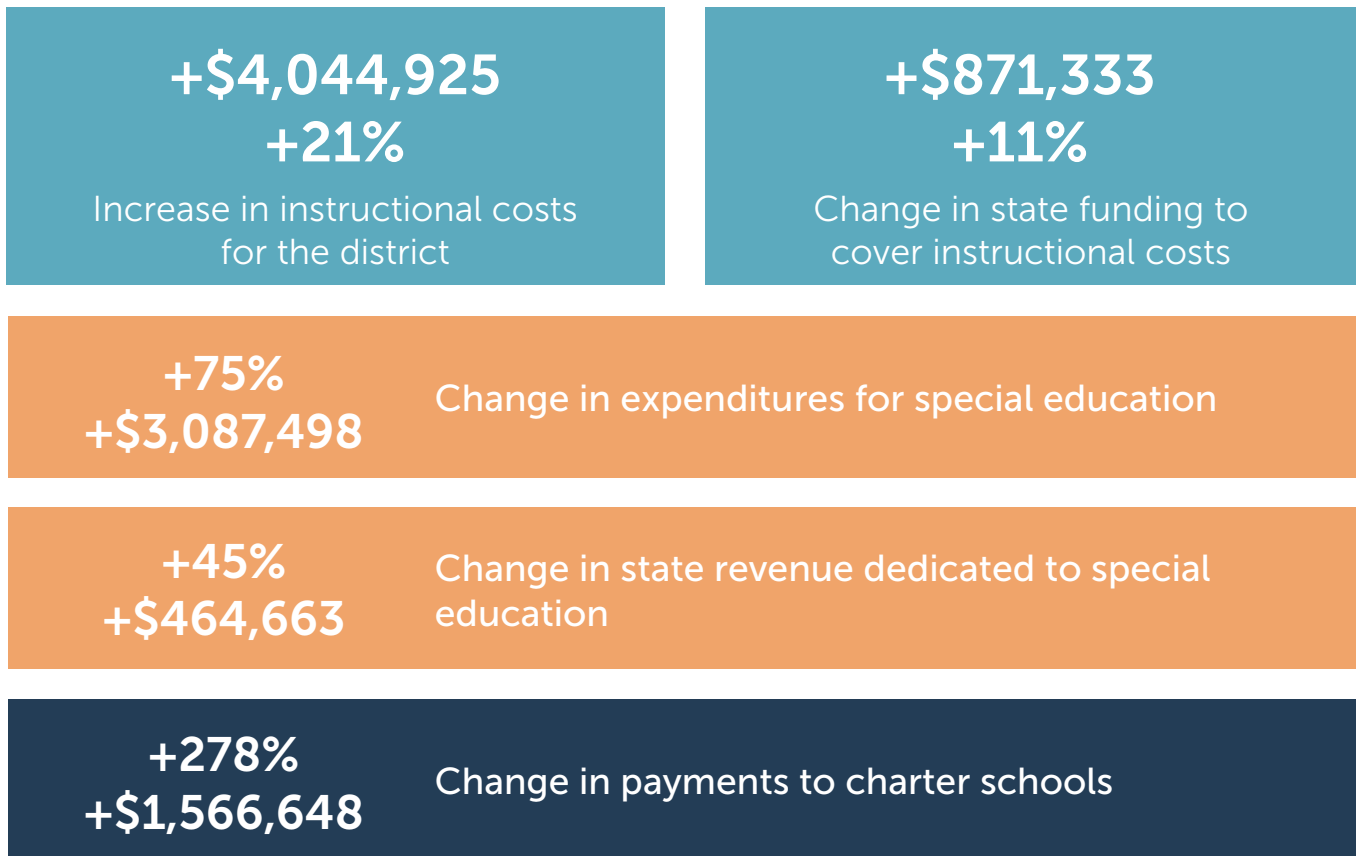 +$4,044,925
+21%
Increase in instructional costs
for the district
+$871,333
+11%
Change in state funding to
cover instructional costs
+75%
+$3,087,498
Change in expenditures for special education
+45%
+$464,663
Change in state revenue dedicated to special
education
+278%
+$1,566,648
Change in payments to charter schools